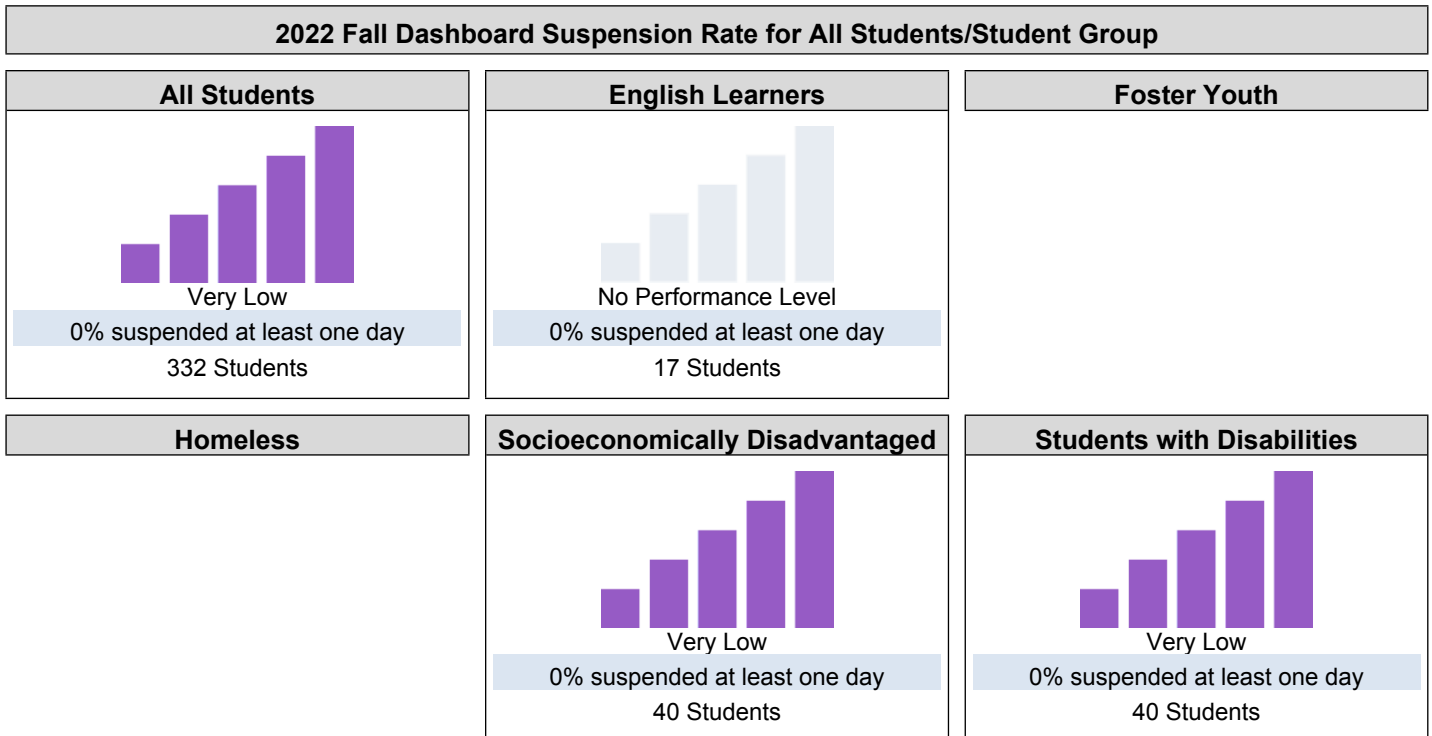 2022 Fall Dashboard Suspension Rate for All Students/Student Group
All Students
Very Low
0% suspended at least one day
332 Students
English Learners
No Performance Level
0% suspended at least one day
17 Students
Foster Youth
Homeless
Socioeconomically Disadvantaged
Very Low
0% suspended at least one day
40 Students
Students with Disabilities
Very Low
0% suspended at least one day
40 Students